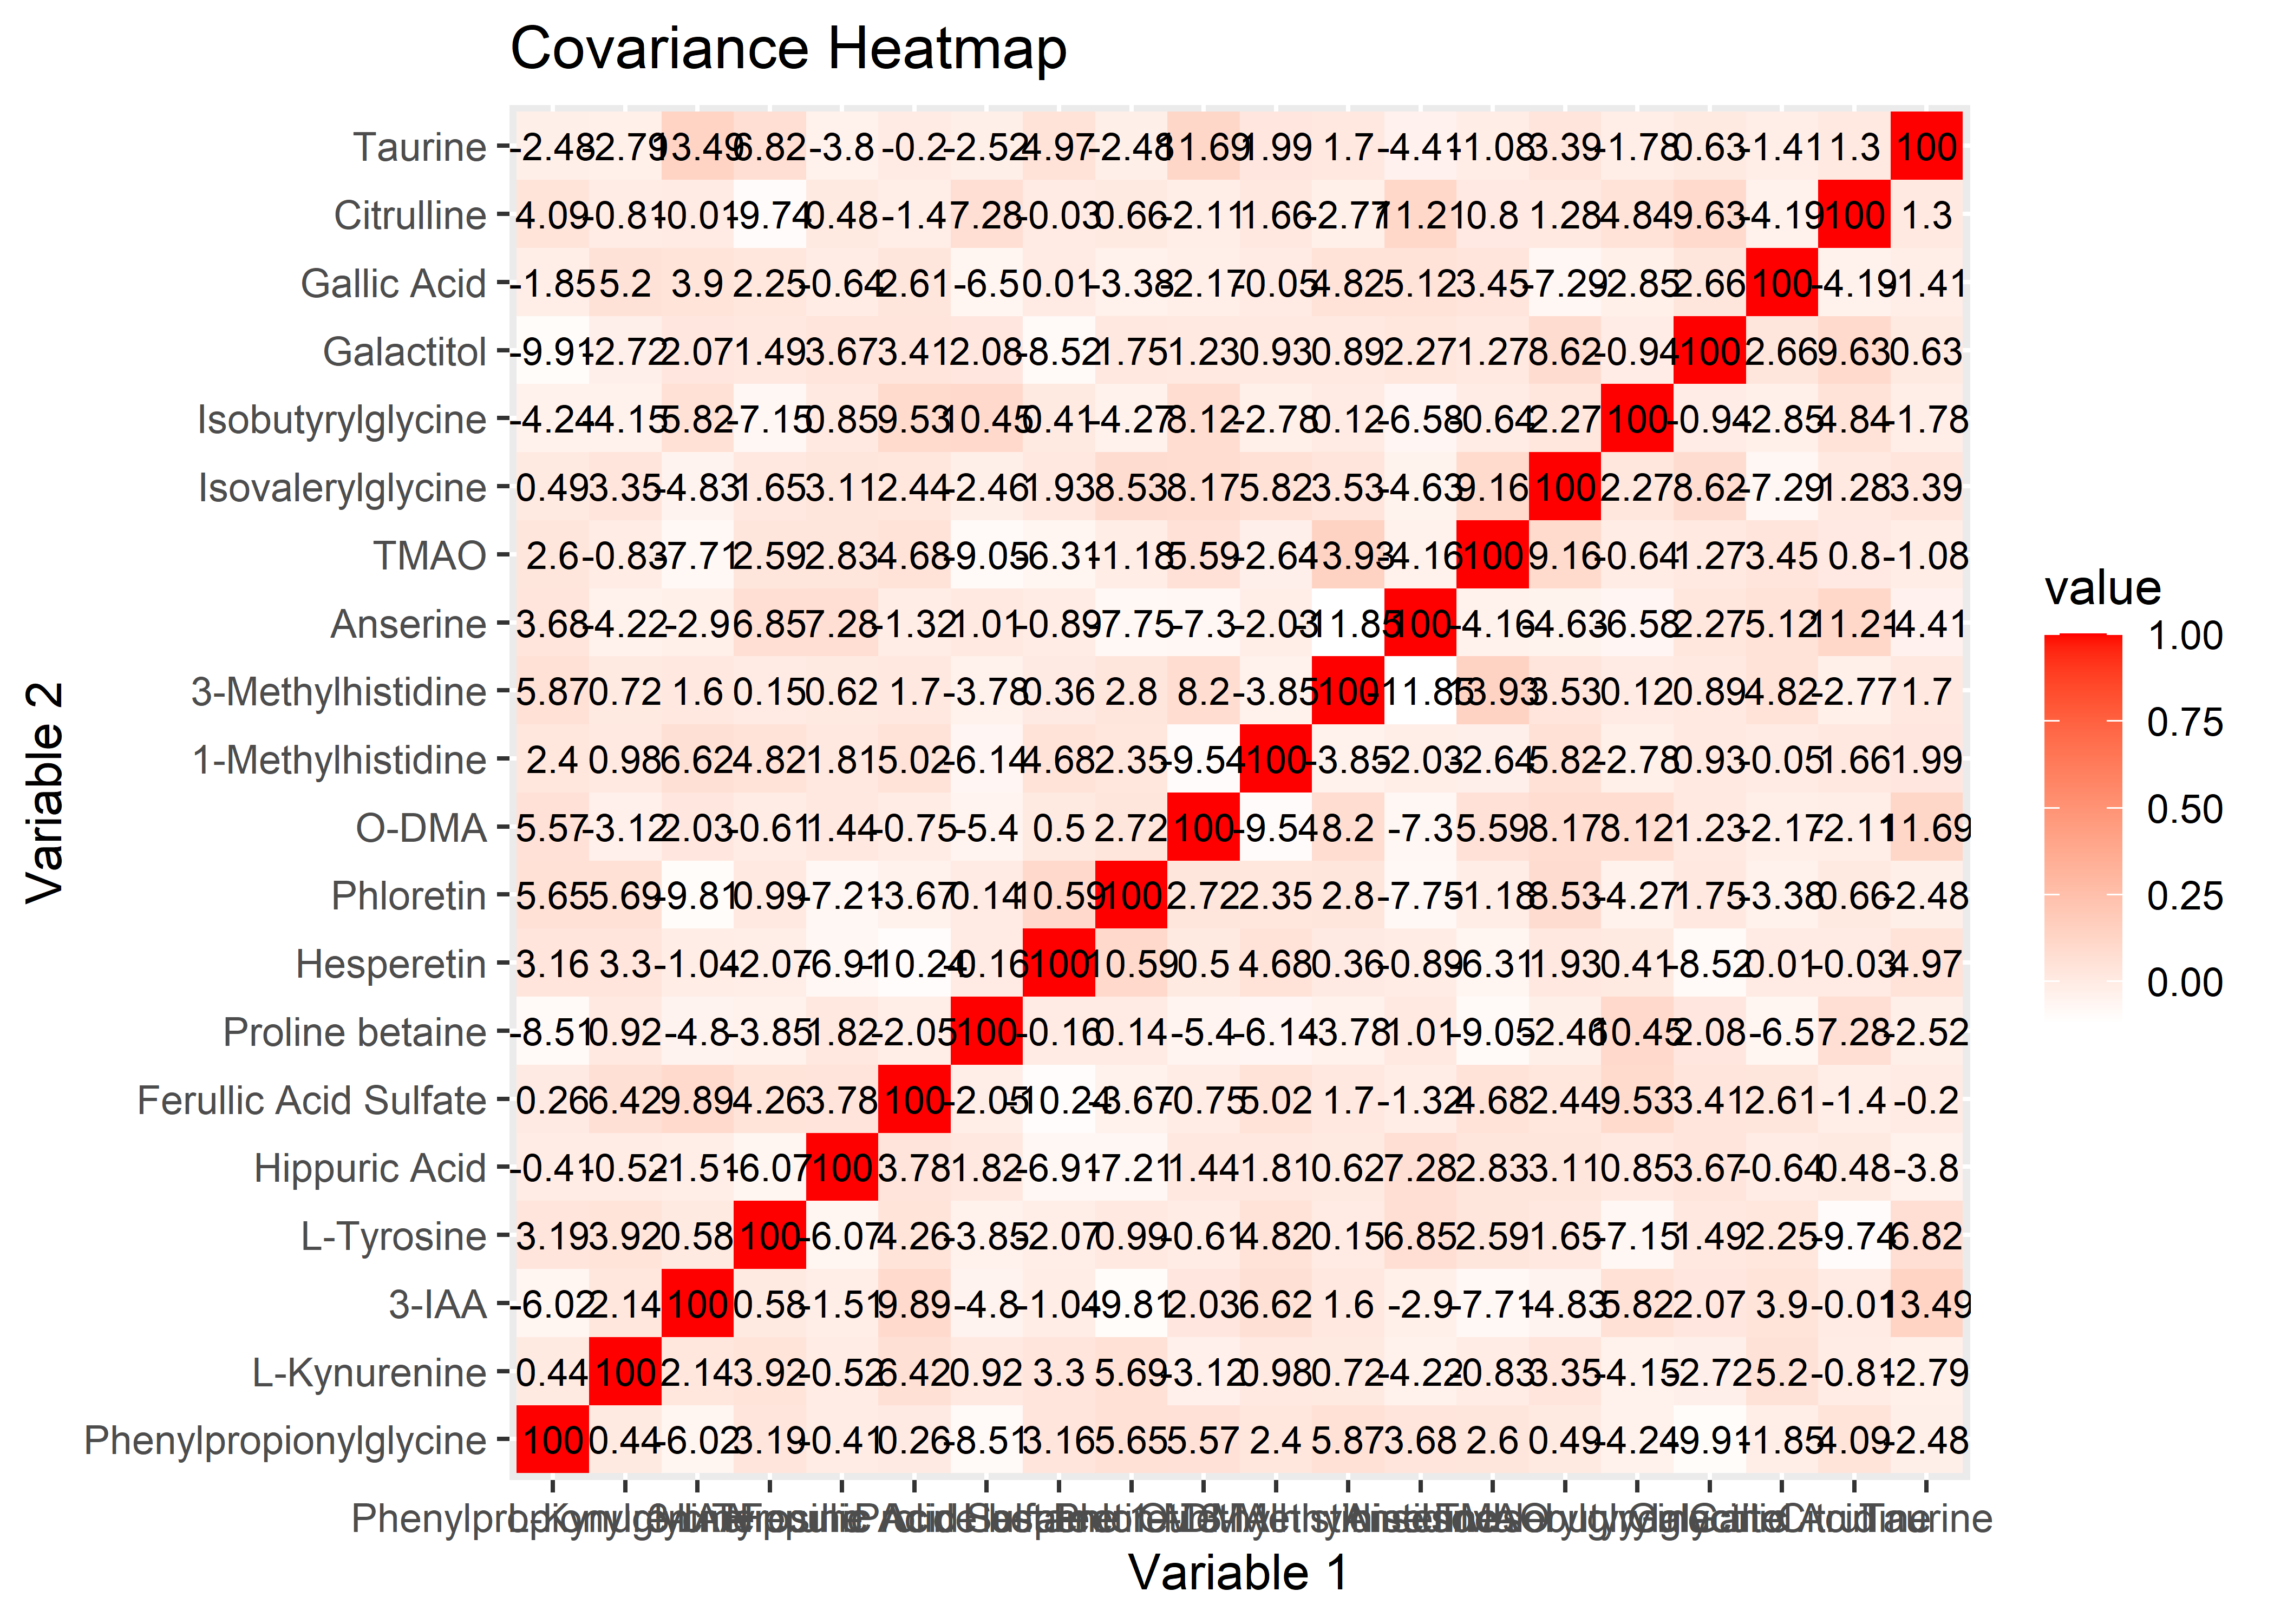 Covariance Heatmap
Taurine -2.48 -2.79 13.49 6.82 -3.8 -0.2 -2.52 4.97 -2.48 11.69 1.99 1.7 -4.41 -1.08 3.39 -1.78 0.63 -1.41 1.3 100
Citrulline 4.09 -0.81 -0.01 -9.74 0.48 -1.4 7.28 -0.03 0.66 -2.11 1.66 -2.77 11.21 0.8 1.28 4.84 9.63 -4.19 100 1.3
Gallic Acid -1.85 5.2 3.9 2.25 -0.64 2.61 -6.5 0.01 -3.38 -2.17 -0.05 4.82 5.12 3.45 -7.29 -2.85 2.66 100 -4.19 -1.41
Galactitol -9.91 -2.72 2.07 1.49 3.67 3.41 2.08 -8.52 1.75 1.23 0.93 0.89 2.27 1.27 8.62 -0.94 100 2.66 9.63 0.63
Isobutyrylglycine -4.24 -4.15 5.82 -7.15 0.85 9.53 10.45 0.41 -4.27 8.12 -2.78 0.12 -6.58 -0.64 2.27 100 -0.94 -2.85 4.84 -1.78
Isovalerylglycine 0.49 3.35 -4.83 1.65 3.11 2.44 -2.46 1.93 8.53 8.17 5.82 3.53 -4.63 9.16 100 2.27 8.62 -7.29 1.28 3.39
TMAO 2.6 -0.83 -7.71 2.59 2.83 4.68 -9.05 -6.31 -1.18 5.59 -2.64 13.93 -4.16 100 9.16 -0.64 1.27 3.45 0.8 -1.08
Anserine 3.68 -4.22 -2.9 6.85 7.28 -1.32 1.01 -0.89 -7.75 -7.3 -2.03 -11.85 100 -4.16 -4.63 -6.58 2.27 5.12 11.21 -4.41
3-Methylhistidine 5.87 0.72 1.6 0.15 0.62 1.7 -3.78 0.36 2.8 8.2 -3.85 100 -11.85 13.93 3.53 0.12 0.89 4.82 -2.77 1.7
1-Methylhistidine 2.4 0.98 6.62 4.82 1.81 5.02 -6.14 4.68 2.35 -9.54 100 -3.85 -2.03 -2.64 5.82 -2.78 0.93 -0.05 1.66 1.99
O-DMA 5.57 -3.12 2.03 -0.61 1.44 -0.75 -5.4 0.5 2.72 100 -9.54 8.2 -7.3 5.59 8.17 8.12 1.23 -2.17 -2.11 11.69
Phloretin 5.65 5.69 -9.81 0.99 -7.21 -3.67 0.14 10.59 100 2.72 2.35 2.8 -7.75 -1.18 8.53 -4.27 1.75 -3.38 0.66 -2.48
Hesperetin 3.16 3.3 -1.04 -2.07 -6.91 -10.24 -0.16 100 10.59 0.5 4.68 0.36 -0.89 -6.31 1.93 0.41 -8.52 0.01 -0.03 4.97
Proline betaine -8.51 0.92 -4.8 -3.85 1.82 -2.05 100 -0.16 0.14 -5.4 -6.14 -3.78 1.01 -9.05 -2.46 10.45 2.08 -6.5 7.28 -2.52
Ferullic Acid Sulfate 0.26 6.42 9.89 4.26 3.78 100 -2.05 -10.24 -3.67 -0.75 5.02 1.7 -1.32 4.68 2.44 9.53 3.41 2.61 -1.4 -0.2
Hippuric Acid -0.41 -0.52 -1.51 -6.07 100 3.78 1.82 -6.91 -7.21 1.44 1.81 0.62 7.28 2.83 3.11 0.85 3.67 -0.64 0.48 -3.8
L-Tyrosine 3.19 3.92 0.58 100 -6.07 4.26 -3.85 -2.07 0.99 -0.61 4.82 0.15 6.85 2.59 1.65 -7.15 1.49 2.25 -9.74 6.82
3-IAA -6.02 2.14 100 0.58 -1.51 9.89 -4.8 -1.04 -9.81 2.03 6.62 1.6 -2.9 -7.71 -4.83 5.82 2.07 3.9 -0.01 13.49
L-Kynurenine 0.44 100 2.14 3.92 -0.52 6.42 0.92 3.3 5.69 -3.12 0.98 0.72 -4.22 -0.83 3.35 -4.15 -2.72 5.2 -0.81 -2.79
Phenylpropionylglycine 100 0.44 -6.02 3.19 -0.41 0.26 -8.51 3.16 5.65 5.57 2.4 5.87 3.68 2.6 0.49 -4.24 -9.91 -1.85 4.09 -2.48
Taurine
Variable 1
Variable 2
value
1.00
0.75
0.50
0.25
0.00